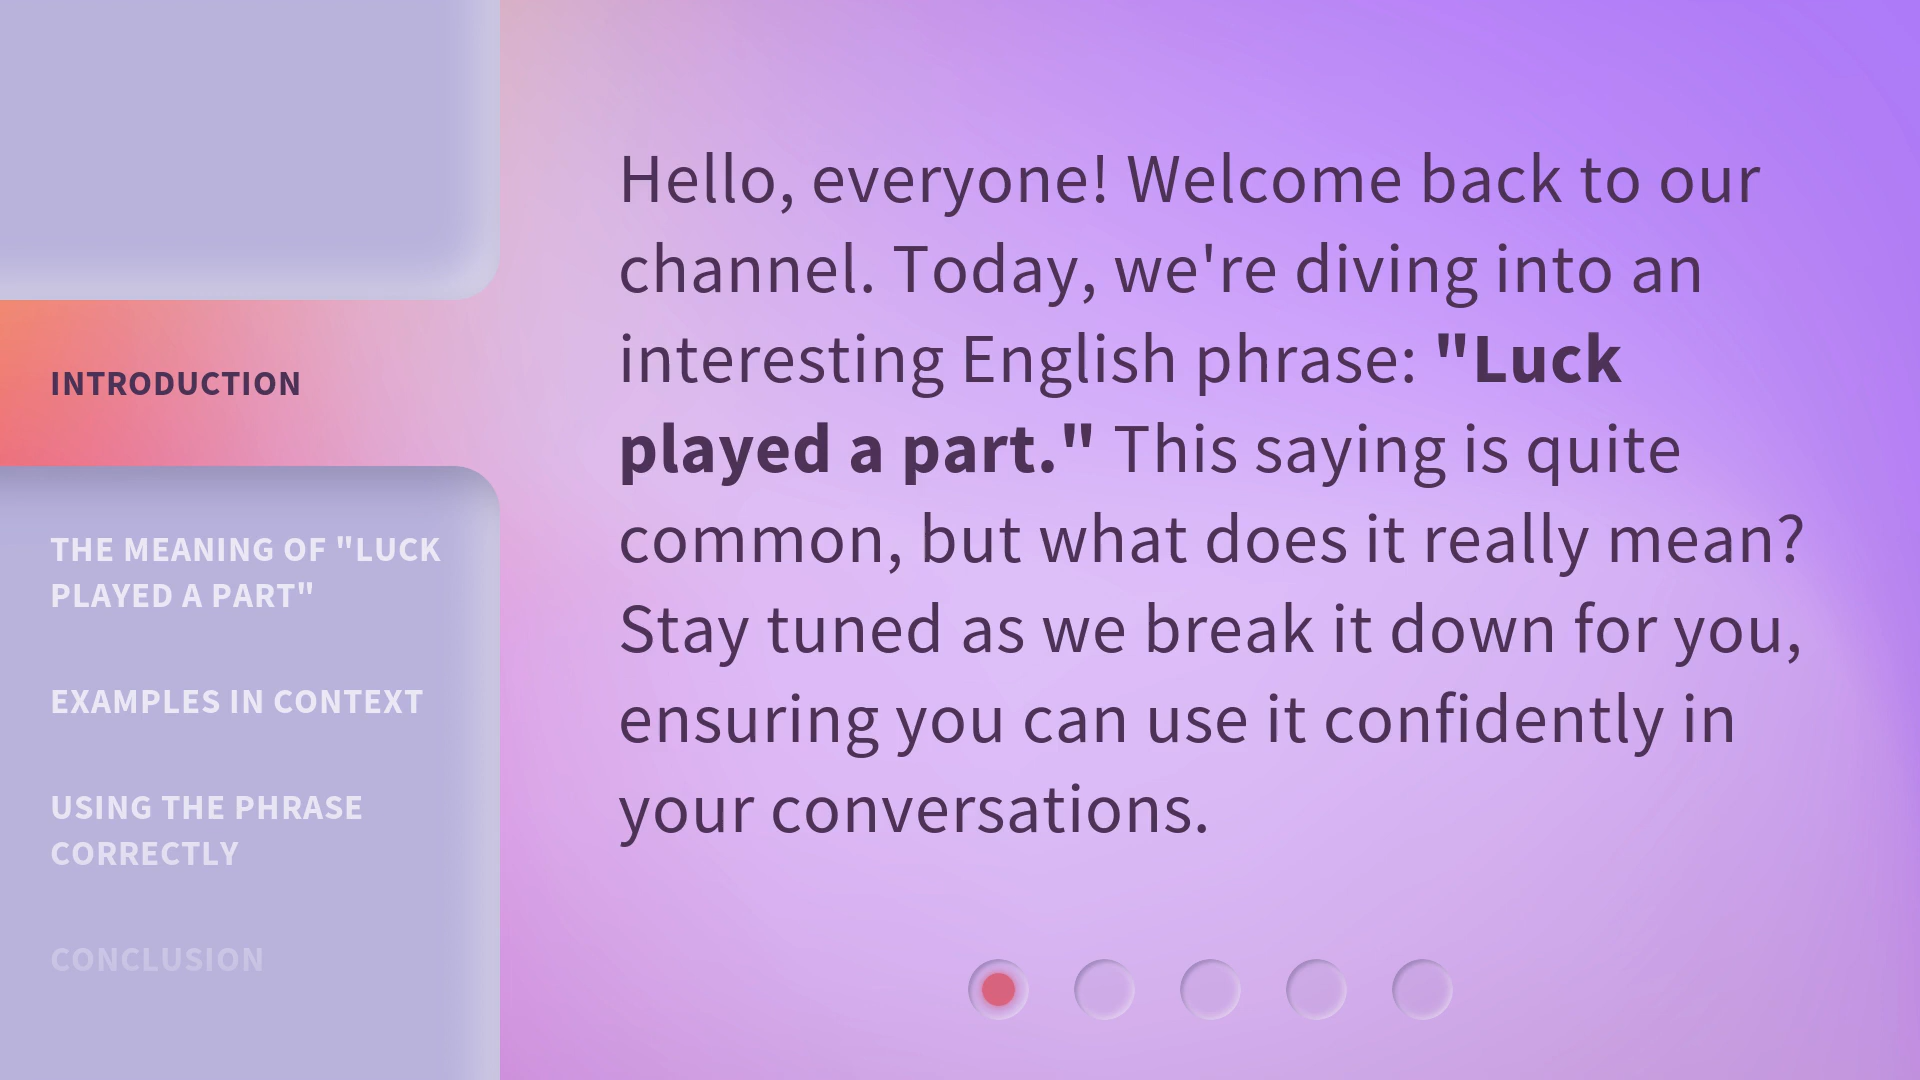 INTRODUCTION
THE MEANING OF "LUCK
PLAYED A PART"
EXAMPLES IN CONTEXT
USING THE PHRASE
CORRECTLY
CONCLUSION
Hello, everyone! Welcome back to our
channel. Today, we're diving into an
interesting English phrase: "Luck
played a part." This saying is quite
common, but what does it really mean?
Stay tuned as we break it down for you,
ensuring you can use it confidently in
your conversations.